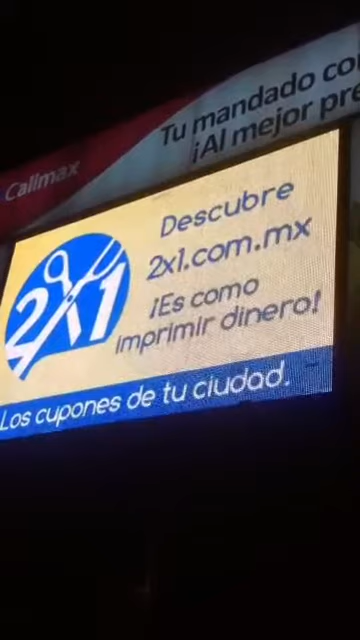 Tu mandado co
¡Al mejor pre
Calimax
Descubre
2x1.com.mx
¡Es como
imprimir dinero!
2X1
Los cupones de tu ciudad.